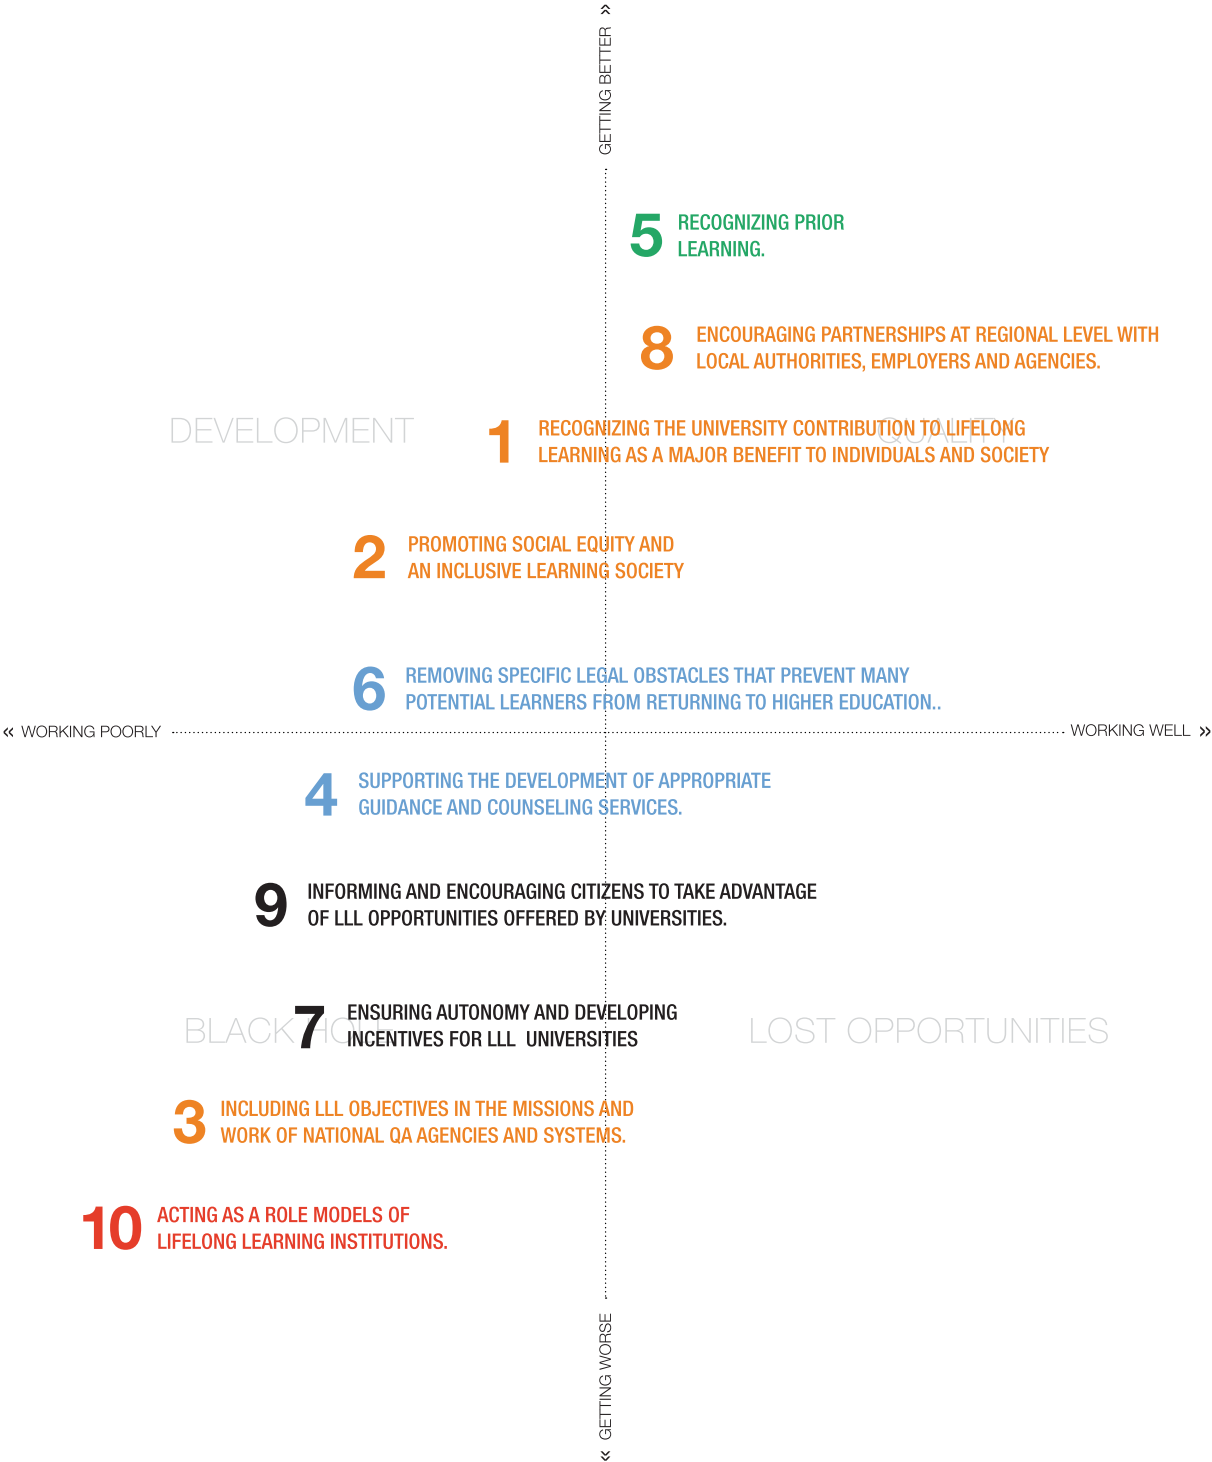 « GETTING BETTER
5 RECOGNIZING PRIOR
LEARNING.
8 ENCOURAGING PARTNERSHIPS AT REGIONAL LEVEL WITH
LOCAL AUTHORITIES, EMPLOYERS AND AGENCIES.
DEVELOPMENT
QUALITY
1 RECOGNIZING THE UNIVERSITY CONTRIBUTION TO LIFELONG
LEARNING AS A MAJOR BENEFIT TO INDIVIDUALS AND SOCIETY
2 PROMOTING SOCIAL EQUITY AND
AN INCLUSIVE LEARNING SOCIETY
6 REMOVING SPECIFIC LEGAL OBSTACLES THAT PREVENT MANY
POTENTIAL LEARNERS FROM RETURNING TO HIGHER EDUCATION..
« WORKING POORLY
WORKING WELL »
4 SUPPORTING THE DEVELOPMENT OF APPROPRIATE
GUIDANCE AND COUNSELING SERVICES.
9 INFORMING AND ENCOURAGING CITIZENS TO TAKE ADVANTAGE
OF LLL OPPORTUNITIES OFFERED BY UNIVERSITIES.
BLACK HOLE
LOST OPPORTUNITIES
7 ENSURING AUTONOMY AND DEVELOPING
INCENTIVES FOR LLL UNIVERSITIES
3 INCLUDING LLL OBJECTIVES IN THE MISSIONS AND
WORK OF NATIONAL QA AGENCIES AND SYSTEMS.
10 ACTING AS A ROLE MODELS OF
LIFELONG LEARNING INSTITUTIONS.
« GETTING WORSE